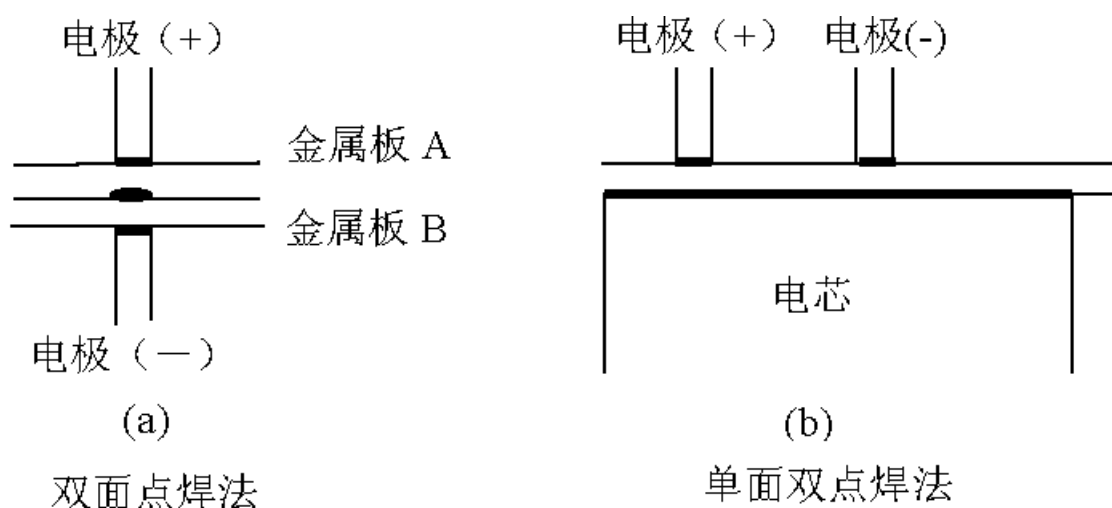 电极（+）
金属板 A
金属板 B
电极（—）
(a)
双面点焊法
电极（+） 电极(-)
电芯
(b)
单面双点焊法